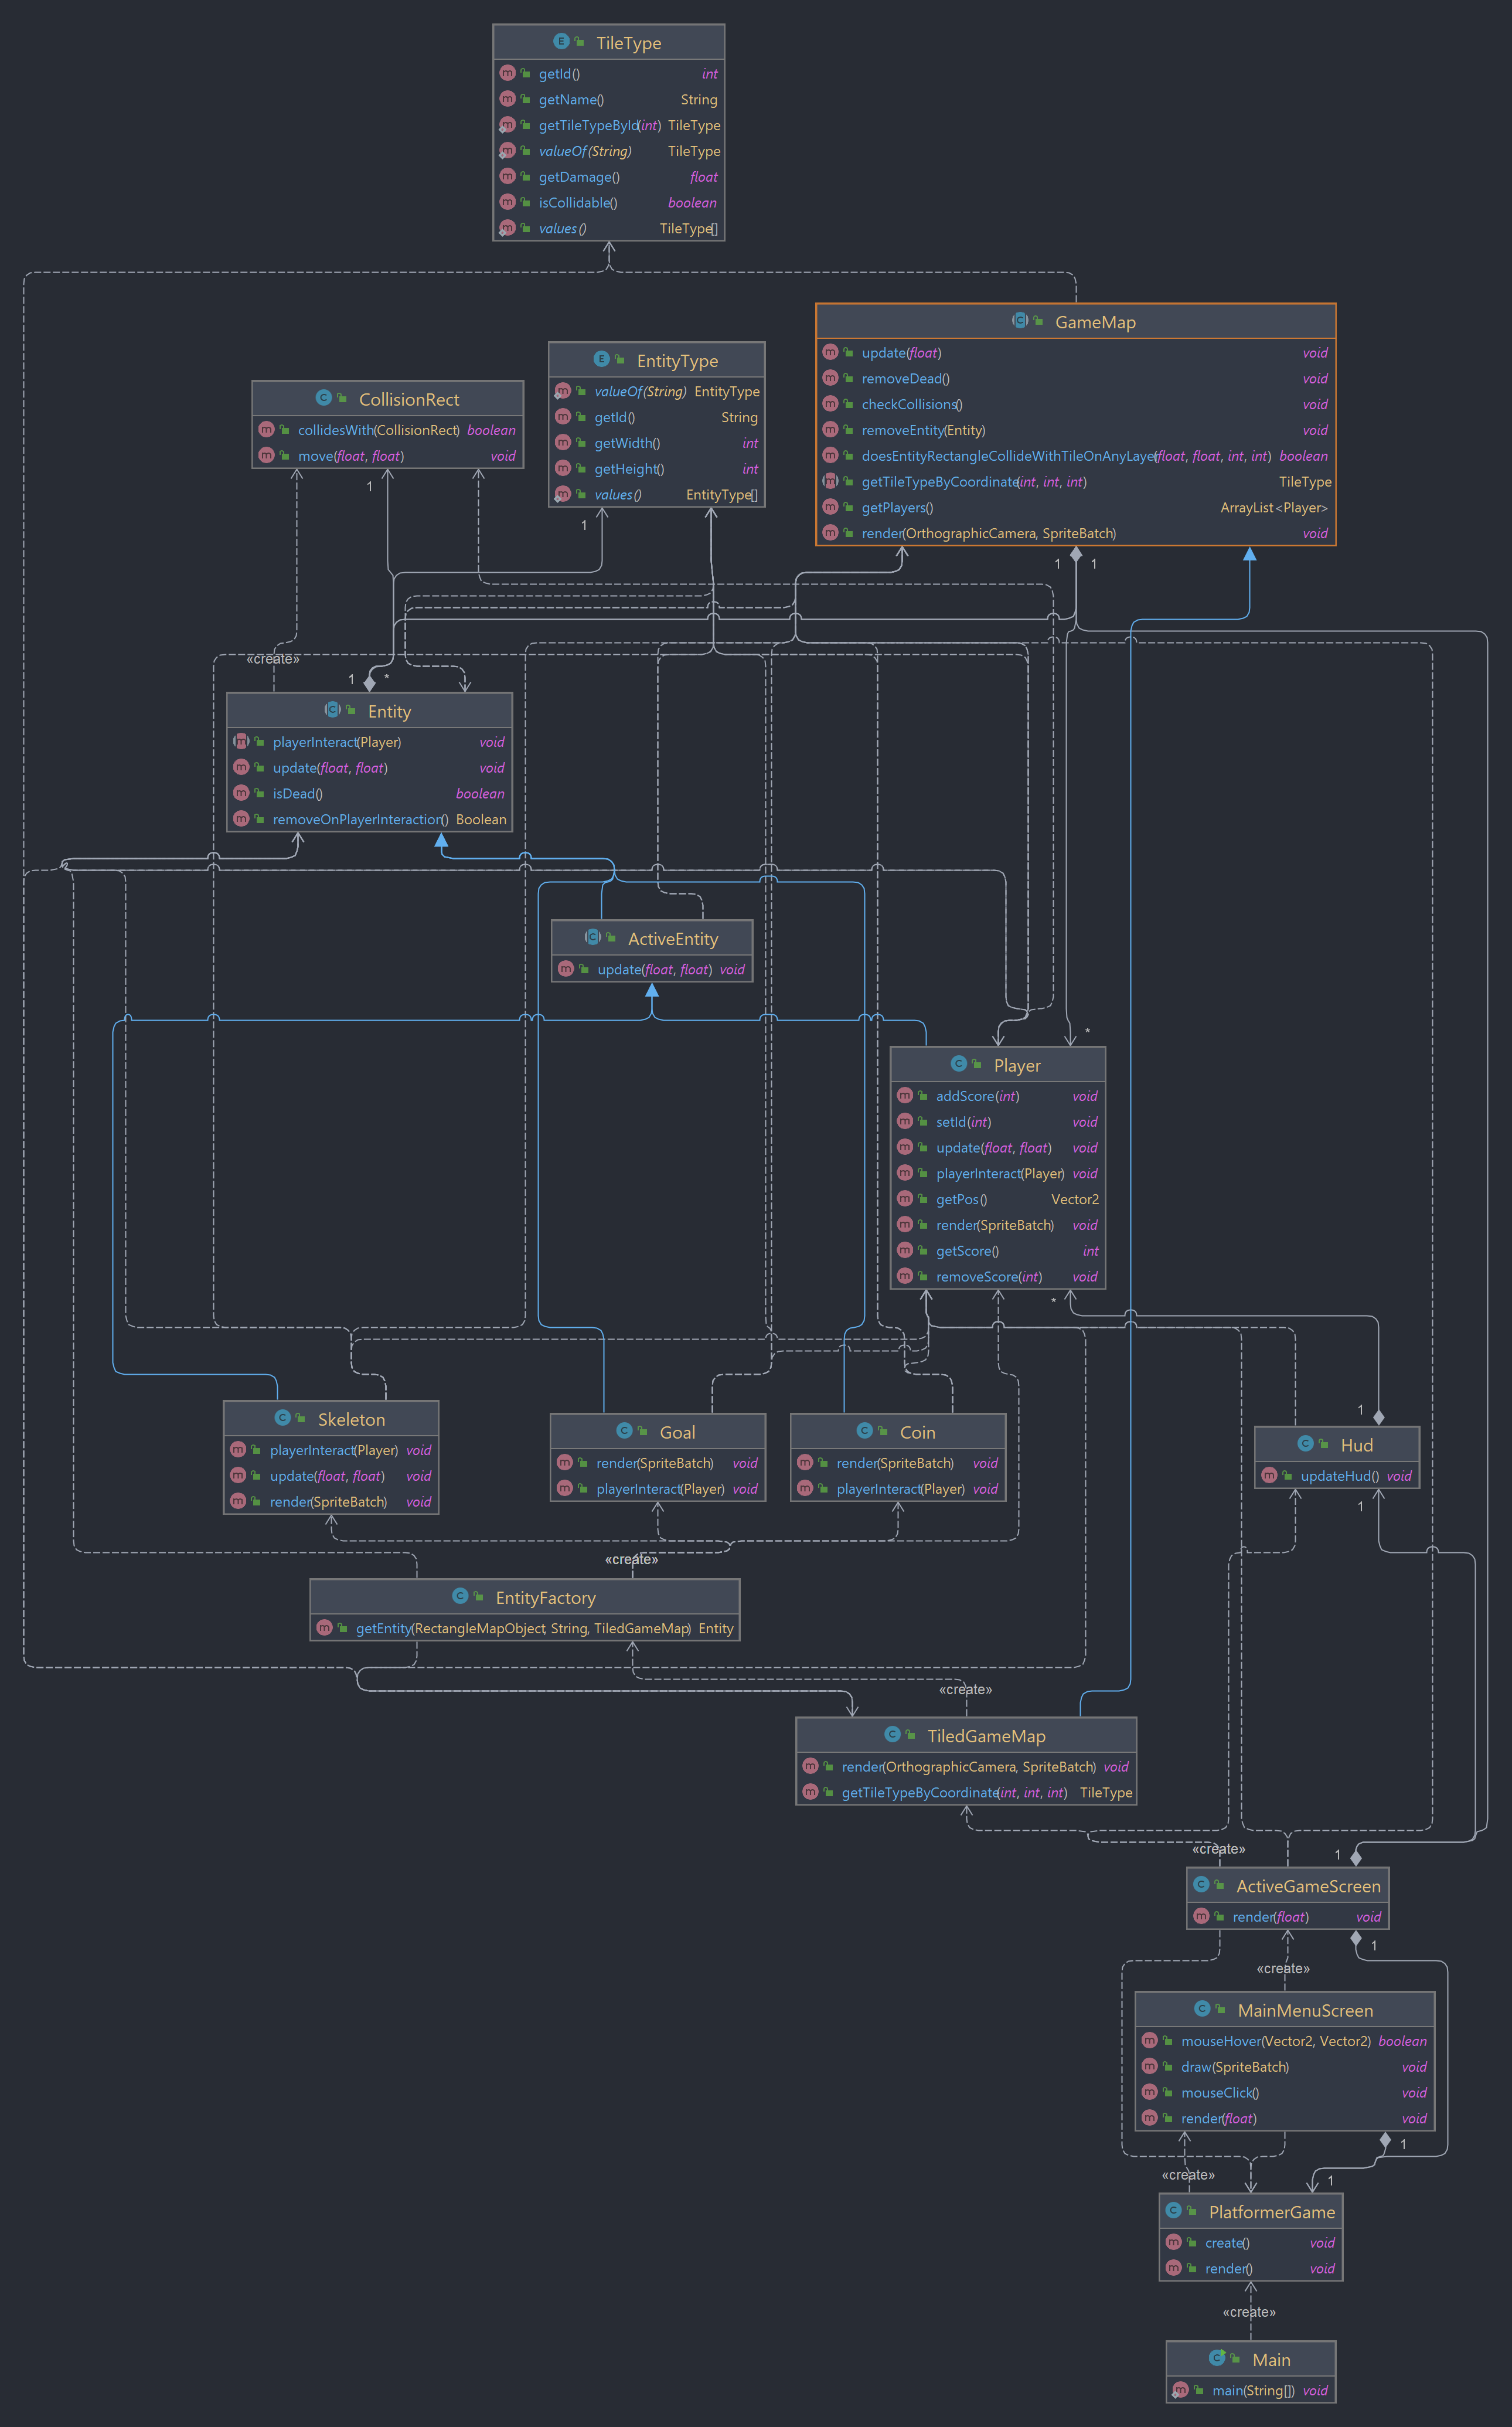 TileType
getId() int
getName() String
getTileTypeById(int) TileType
valueOf(String) TileType
getDamage() float
isCollidable() boolean
values() TileType[]
GameMap
update(float) void
removeDead() void
checkCollisions() void
removeEntity(Entity) void
doesEntityRectangleCollideWithTileOnAnyLayer(float, float, int, int) boolean
getTileTypeByCoordinate(int, int, int) TileType
getPlayers() ArrayList<Player>
render(OrthographicCamera, SpriteBatch) void
EntityType
valueOf(String) EntityType
getId() String
getWidth() int
getHeight() int
values() EntityType[]
CollisionRect
collidesWith(CollisionRect) boolean
move(float, float) void
1
1
1 1
«create»
1 *
Entity
playerInteract(Player) void
update(float, float) void
isDead() boolean
removeOnPlayerInteraction() Boolean
ActiveEntity
update(float, float) void
*
Player
addScore(int) void
setId(int) void
update(float, float) void
playerInteract(Player) void
getPos() Vector2
render(SpriteBatch) void
getScore() int
removeScore(int) void
*
1
Skeleton
playerInteract(Player) void
update(float, float) void
render(SpriteBatch) void
Goal
render(SpriteBatch) void
playerInteract(Player) void
Coin
render(SpriteBatch) void
playerInteract(Player) void
Hud
updateHud() void
1
«create»
EntityFactory
getEntity(RectangleMapObject, String, TiledGameMap) Entity
«create»
TiledGameMap
render(OrthographicCamera, SpriteBatch) void
getTileTypeByCoordinate(int, int, int) TileType
«create»
1
ActiveGameScreen
render(float) void
1
«create»
MainMenuScreen
mouseHover(Vector2, Vector2) boolean
draw(SpriteBatch) void
mouseClick() void
render(float) void
1
«create»
1
PlatformerGame
create() void
render() void
«create»
Main
main(String[]) void